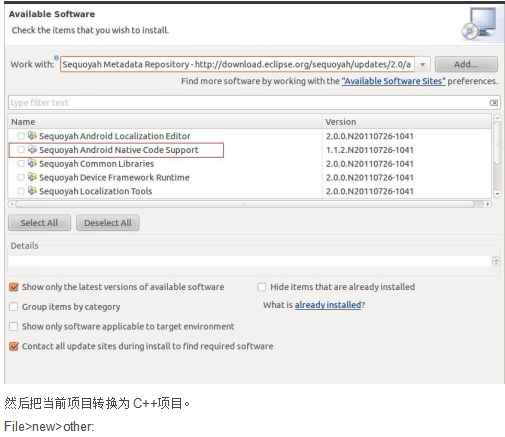 Available Software
Check the items that you wish to install.
Work with: Sequoyah Metadata Repository - http://download.eclipse.org/sequoyah/updates/2.0/a Add...
Find more software by working with the "Available Software Sites" preferences.
type filter text
Name Version
Sequoyah Android Localization Editor 2.0.0.N20110726-1041
Sequoyah Android Native Code Support 1.1.2.N20110726-1041
Sequoyah Common Libraries 2.0.0.N20110726-1041
Sequoyah Device Framework Runtime 2.0.0.N20110726-1041
Sequoyah Localization Tools 2.0.0.N20110726-1041
Select All Deselect All
Details
Show only the latest versions of available software Hide items that are already installed
Group items by category What is already installed?
Show only software applicable to target environment
Contact all update sites during install to find required software
然后把当前项目转换为 C++项目。
File>new>other: